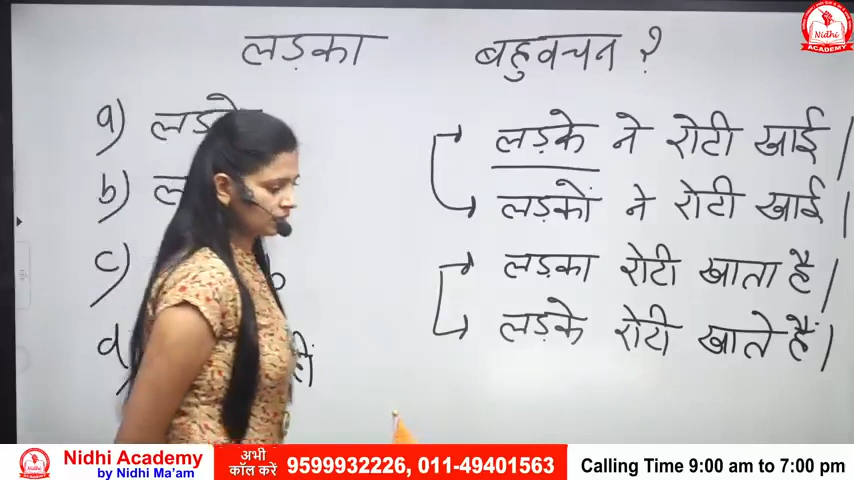 लड़का बहुवचन ?
a) लड़के
b)
c)
d)
लड़के ने रोटी खाई।
लड़कों ने रोटी खाई।
लड़का रोटी खाता है।
लड़के रोटी खाते हैं।
Nidhi
ACADEMY
Nidhi Academy
by Nidhi Ma'am
अभी
कॉल करें
9599932226, 011-49401563
Calling Time 9:00 am to 7:00 pm